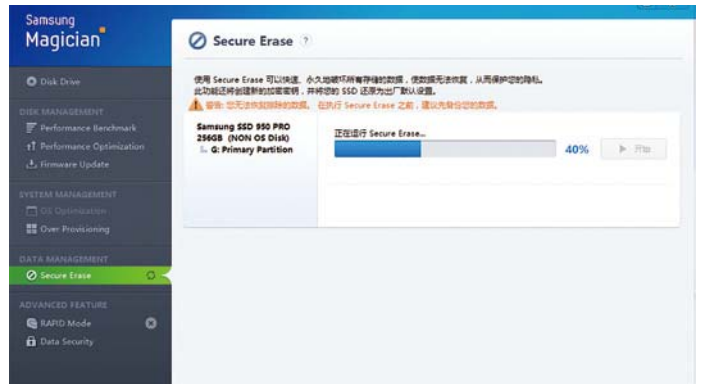 Samsung
Magician
Secure Erase ?
Disk Drive
使用 Secure Erase 可以快速、永久地破坏所有存储的数据，使数据无法恢复，从而保护您的隐私。
此功能还将创建新的加密密钥，并将您的 SSD 还原为出厂默认设置。
警告: 您无法恢复擦除的数据。 在执行 Secure Erase 之前，建议先备份您的数据。
DISK MANAGEMENT
Performance Benchmark
Performance Optimization
Firmware Update
Samsung SSD 950 PRO
256GB (NON OS Disk)
G: Primary Partition
正在运行 Secure Erase...
40%
开始
SYSTEM MANAGEMENT
OS Optimization
Over Provisioning
DATA MANAGEMENT
Secure Erase
ADVANCED FEATURE
RAPID Mode
Data Security